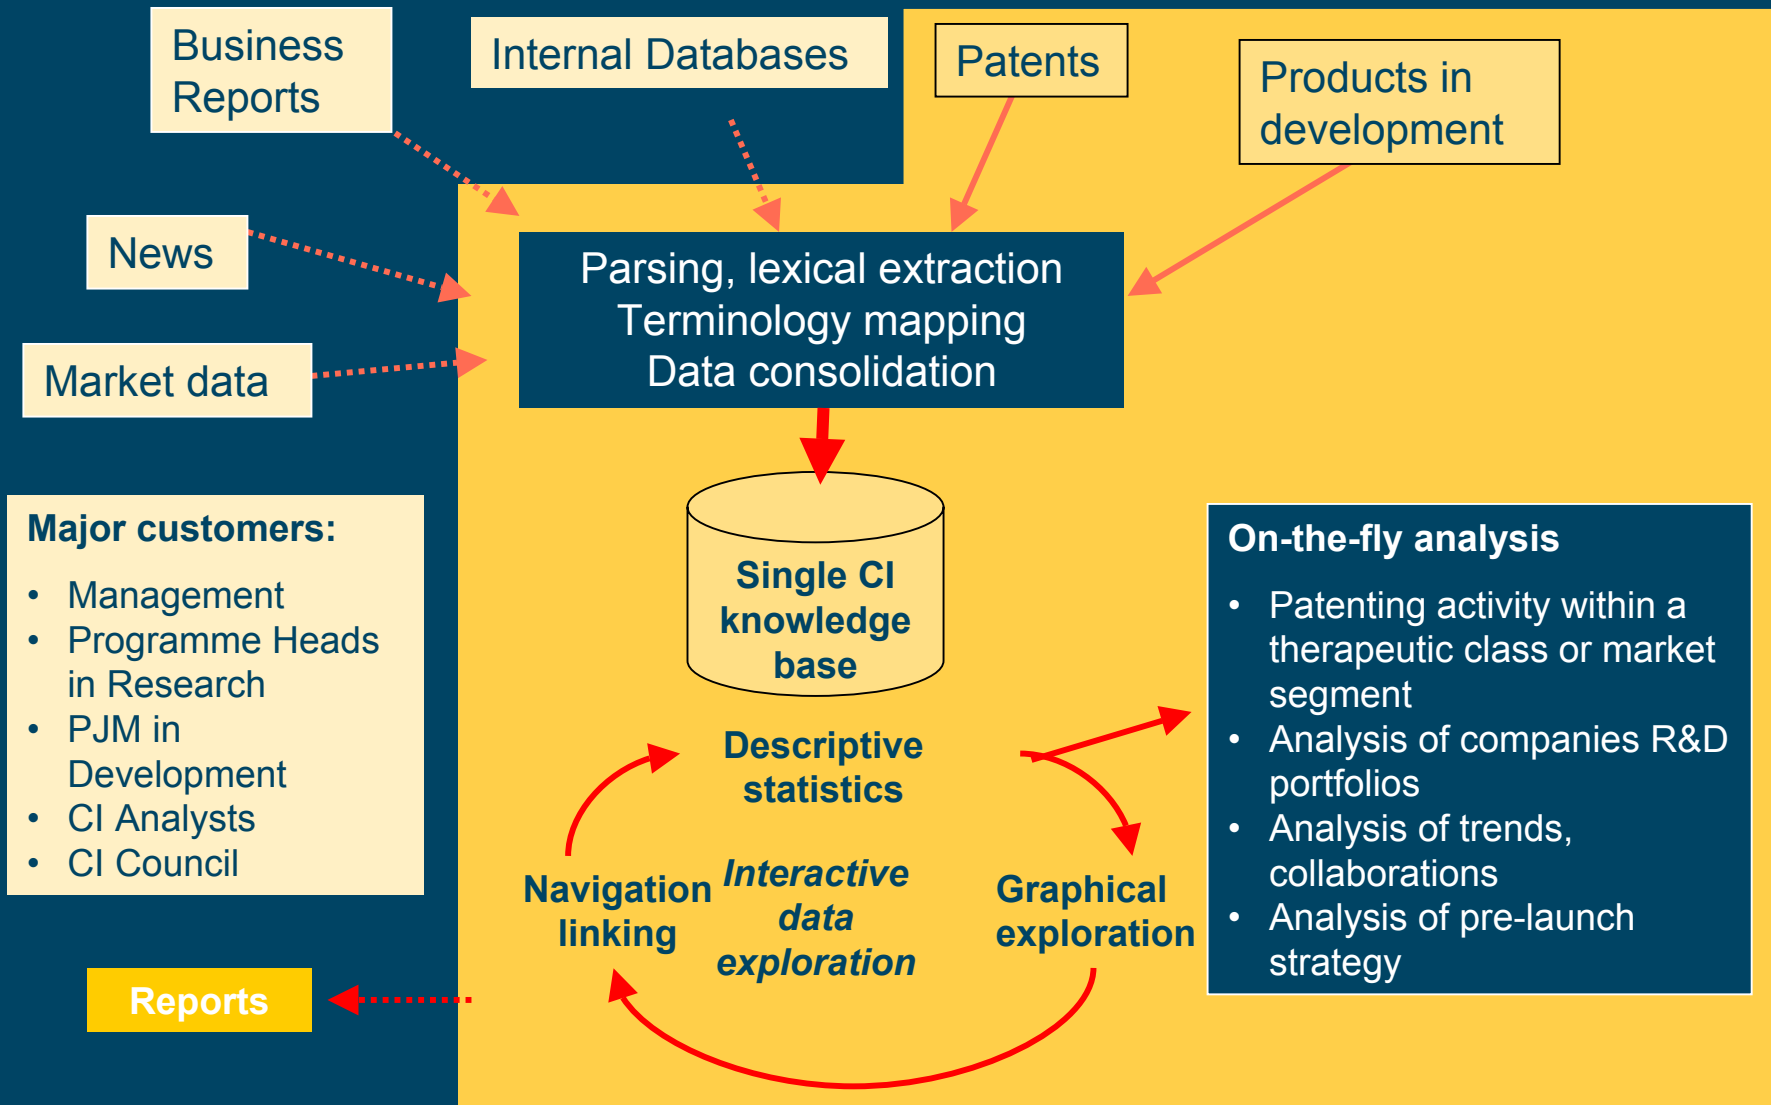 Business
Reports
Internal Databases
Patents
Products in
development
News
Market data
Parsing, lexical extraction
Terminology mapping
Data consolidation
Single CI
knowledge
base
Major customers:
• Management
• Programme Heads
in Research
• PJM in
Development
• CI Analysts
• CI Council
On-the-fly analysis
• Patenting activity within a
therapeutic class or market
segment
• Analysis of companies R&D
portfolios
• Analysis of trends,
collaborations
• Analysis of pre-launch
strategy
Descriptive
statistics
Navigation
linking
Interactive
data
exploration
Graphical
exploration
Reports